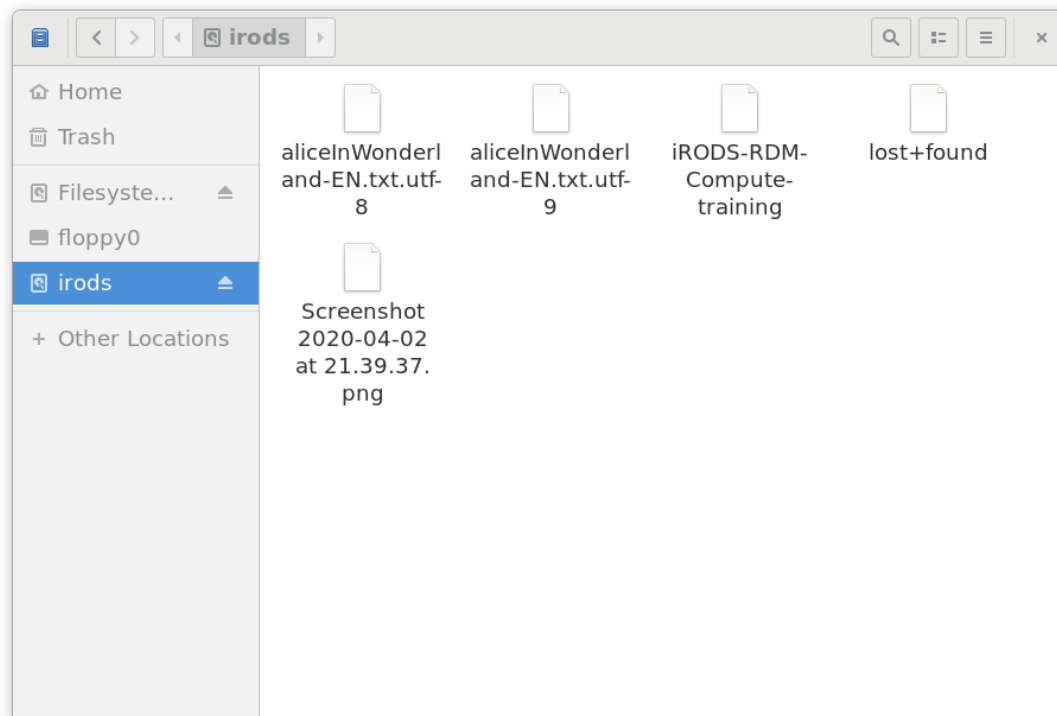 irods
Home
Trash
Filesyste...
floppy0
irods
+ Other Locations
aliceInWonderl
and-EN.txt.utf-
8
aliceInWonderl
and-EN.txt.utf-
9
iRODS-RDM-
Compute-
training
lost+found
Screenshot
2020-04-02
at 21.39.37.
png